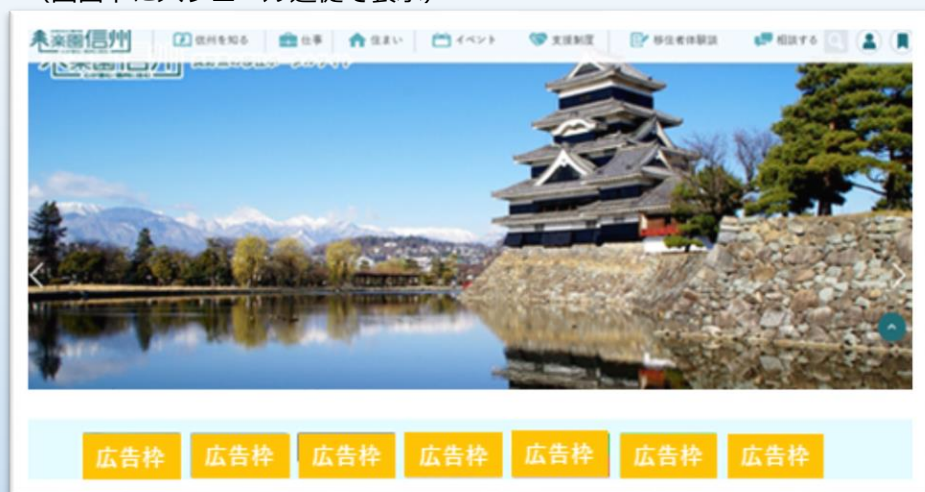 楽園信州
信州を知る 仕事 住まい イベント 支援制度 移住者体験談 相談する
広告枠 広告枠 広告枠 広告枠 広告枠 広告枠 広告枠